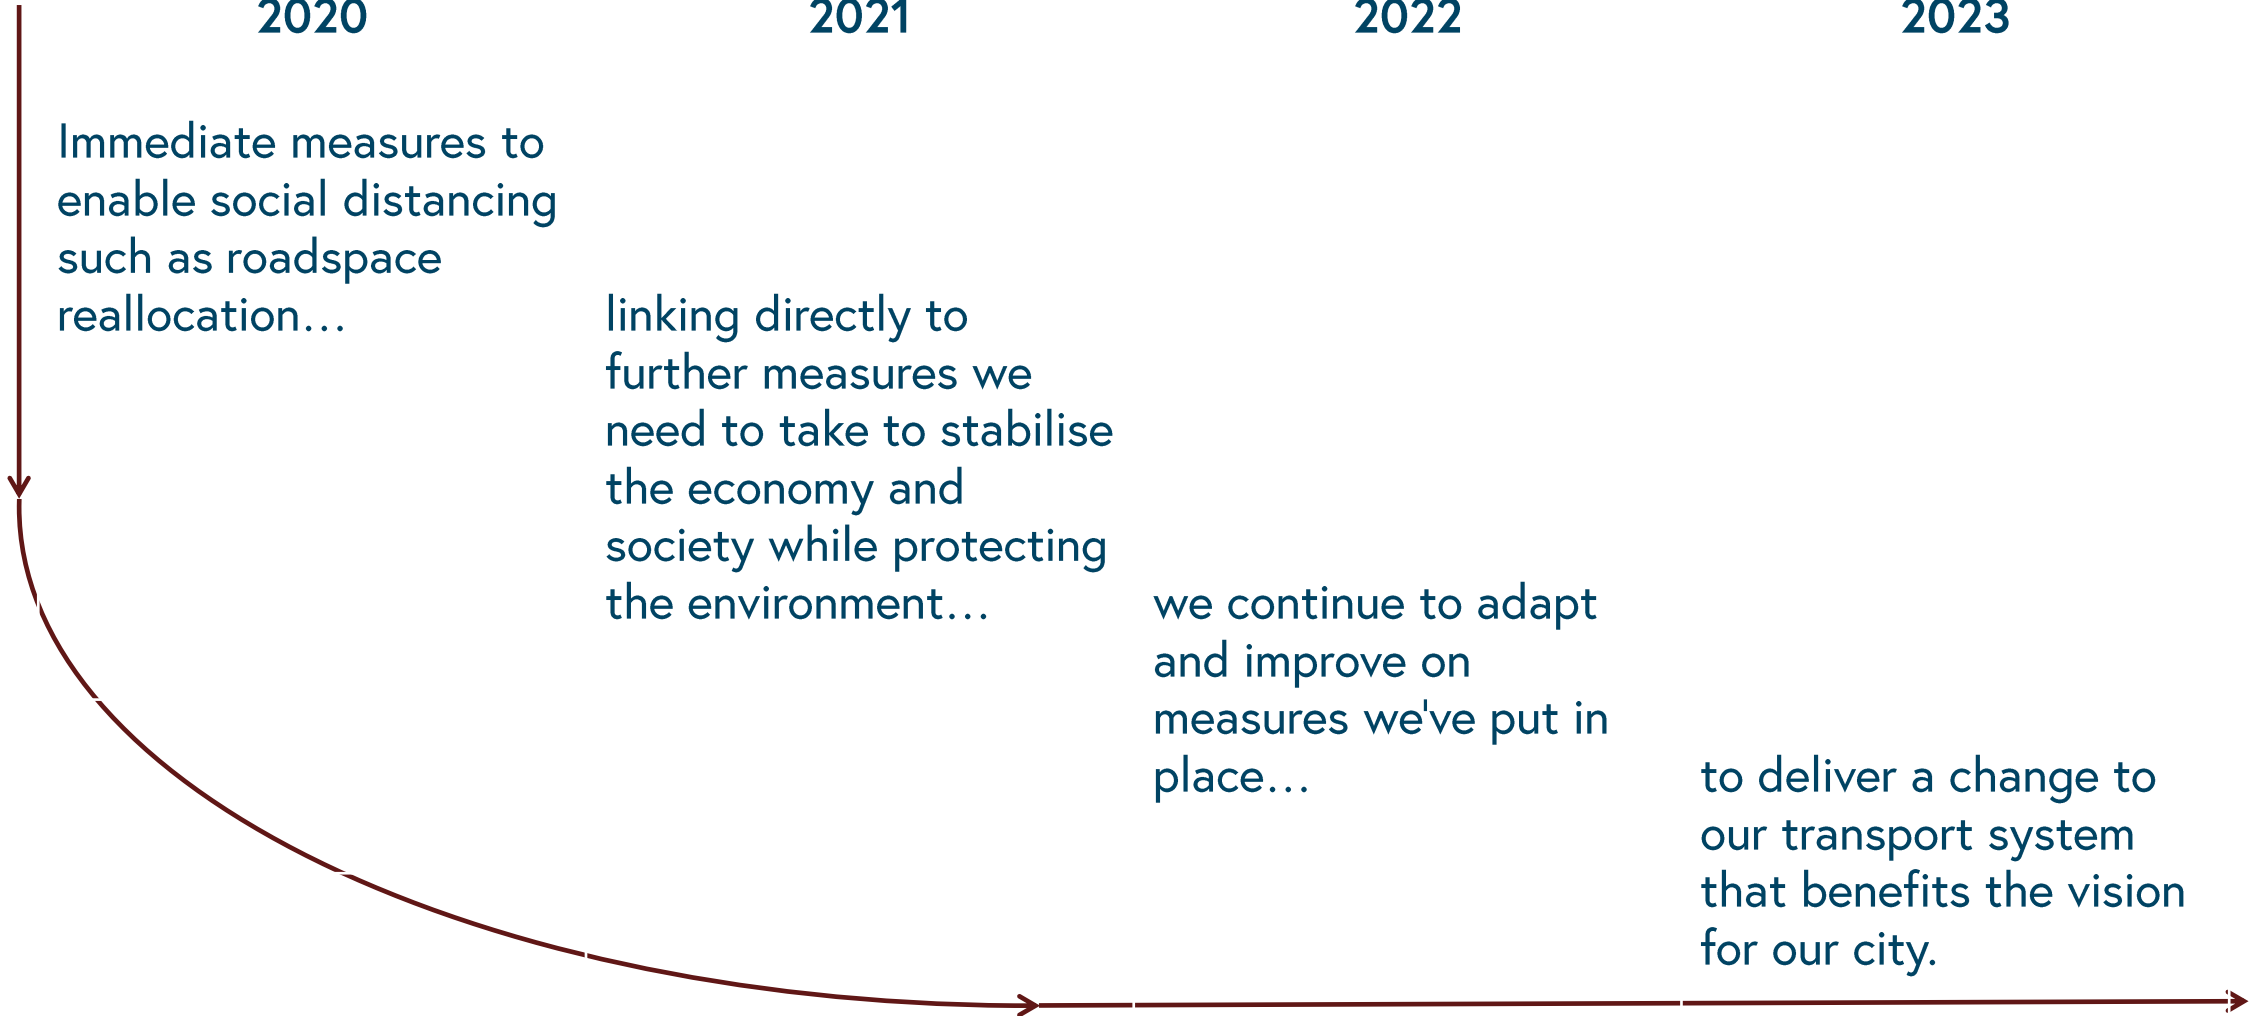 2020
2021
2022
2023
Immediate measures to
enable social distancing
such as roadspace
reallocation...
linking directly to
further measures we
need to take to stabilise
the economy and
society while protecting
the environment...
we continue to adapt
and improve on
measures we've put in
place...
to deliver a change to
our transport system
that benefits the vision
for our city.